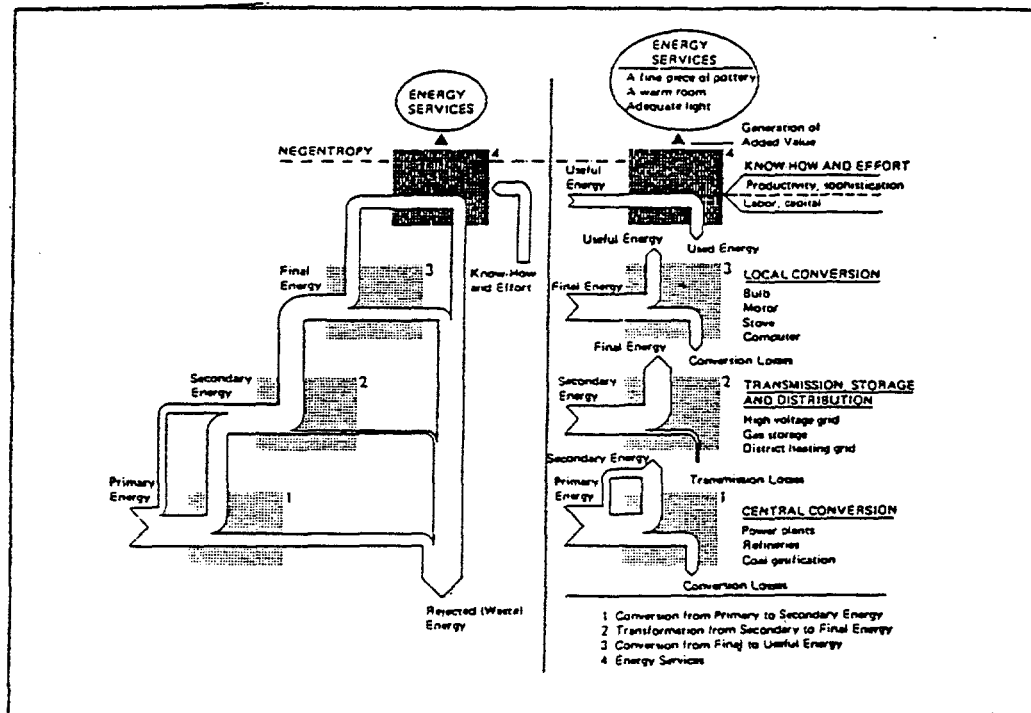 ENERGY
SERVICES
NEGENTROPY
4
Final
Energy
3
Know-How
and Effort
Secondary
Energy
2
Primary
Energy
1
Rejected (Waste)
Energy
ENERGY
SERVICES
A fine piece of pottery
A warm room
Adequate light
Generation of
Added Value
4
Useful
Energy
KNOW-HOW AND EFFORT
Productivity, sophistication
Labor, capital
Useful Energy
Used Energy
3
Final Energy
LOCAL CONVERSION
Bulb
Motor
Stove
Computer
Final Energy
Conversion Losses
Secondary
Energy
2
TRANSMISSION, STORAGE
AND DISTRIBUTION
High voltage grid
Gas storage
District heating grid
Secondary Energy
Transmission Losses
Primary
Energy
1
CENTRAL CONVERSION
Power plants
Refineries
Coal gasification
Conversion Losses
1 Conversion from Primary to Secondary Energy
2 Transformation from Secondary to Final Energy
3 Conversion from Final to Useful Energy
4 Energy Services